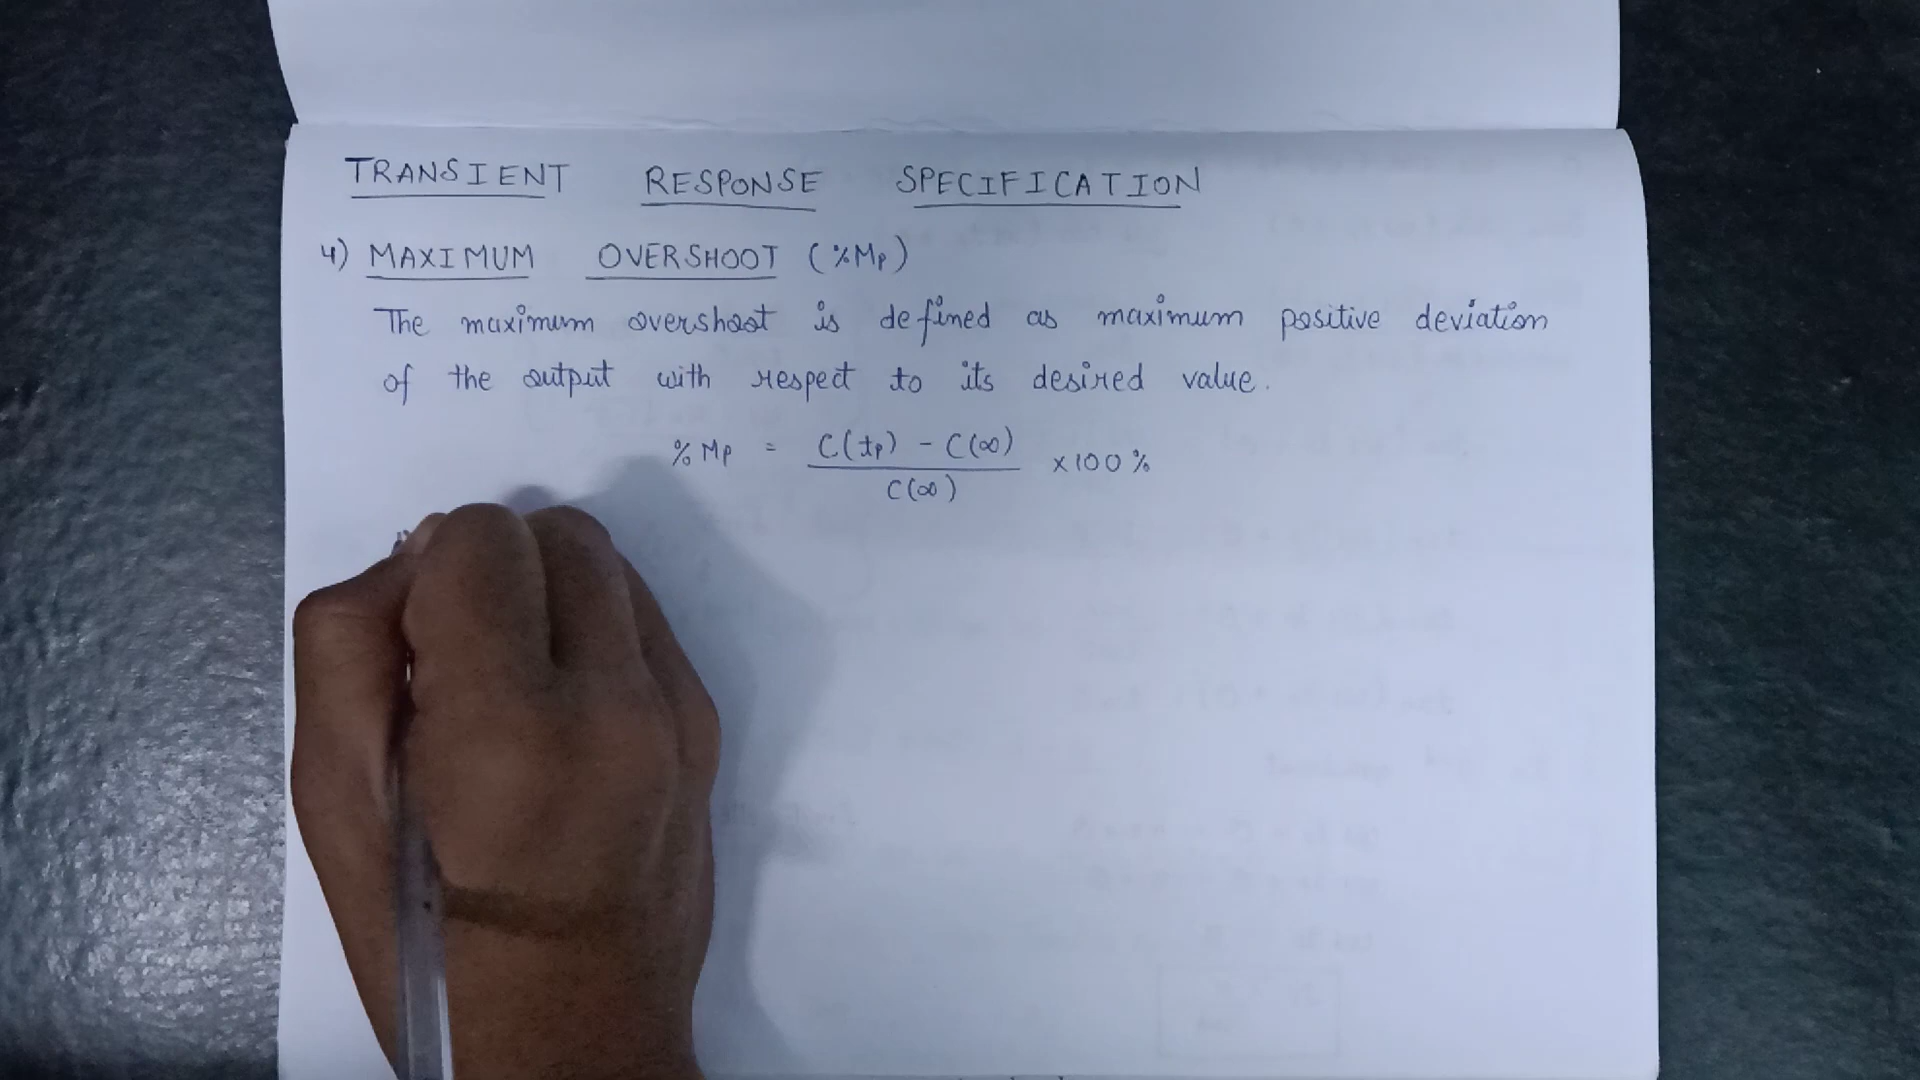 TRANSIENT RESPONSE SPECIFICATION
4) MAXIMUM OVERSHOOT (%Mp)
The maximum overshoot is defined as maximum positive deviation
of the output with respect to its desired value.
%Mp = C(tp) - C(∞) / C(∞) ×100%